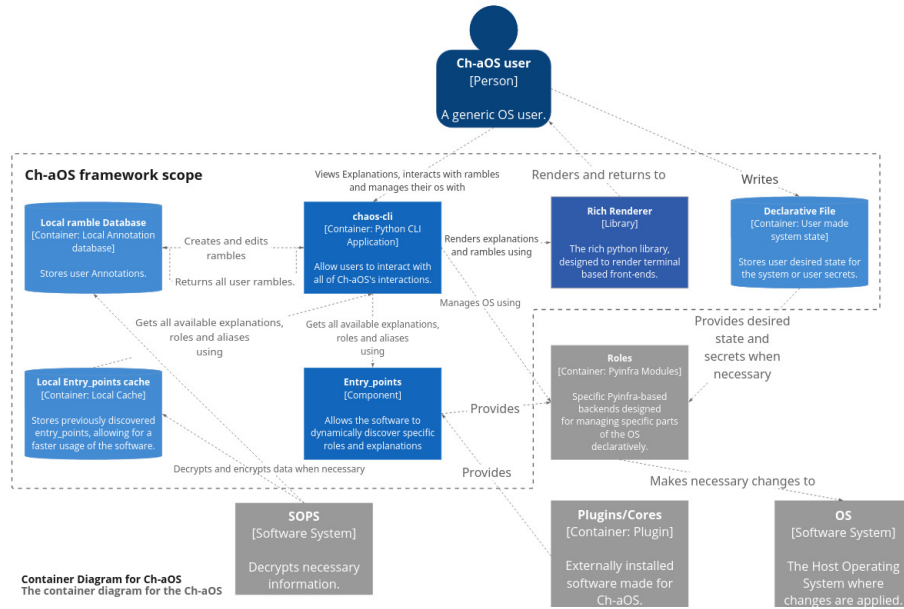 Ch-aOS user
[Person]
A generic OS user.
Ch-aOS framework scope
Views Explanations, interacts with rambles
and manages their os with
Renders and returns to
Writes
Local ramble Database
[Container: Local Annotation
database]
Stores user Annotations.
Creates and edits
rambles
Returns all user rambles.
chaos-cli
[Container: Python CLI
Application]
Allow users to interact with
all of Ch-aOS's interactions.
Renders explanations
and rambles using
Rich Renderer
[Library]
The rich python library,
designed to render terminal
based front-ends.
Declarative File
[Container: User made
system state]
Stores user desired state for
the system or user secrets.
Manages OS using
Gets all available explanations,
roles and aliases
using
Gets all available explanations,
roles and aliases
using
Provides desired
state and
secrets when
necessary
Local Entry_points cache
[Container: Local Cache]
Stores previously discovered
entry_points, allowing for a
faster usage of the software.
Entry_points
[Component]
Allows the software to
dynamically discover specific
roles and explanations
Provides
Roles
[Container: Pyinfra Modules]
Specific Pyinfra-based
backends designed
for managing specific parts
of the OS
declaratively.
Decrypts and encrypts data when necessary
Provides
Makes necessary changes to
SOPS
[Software System]
Decrypts necessary
information.
Plugins/Cores
[Container: Plugin]
Externally installed
software made for
Ch-aOS.
OS
[Software System]
The Host Operating
System where
changes are applied.
Container Diagram for Ch-aOS
The container diagram for the Ch-aOS